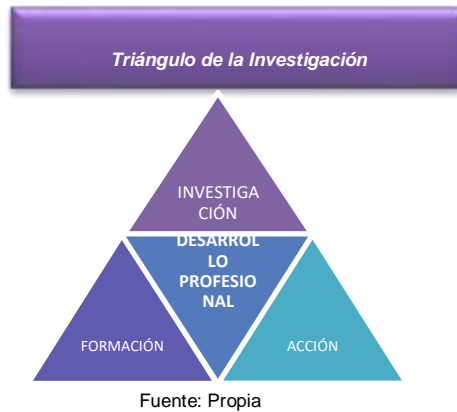 Triángulo de la Investigación
INVESTIGA
CIÓN
DESARROL
LO
PROFESIO
NAL
FORMACIÓN
ACCIÓN
Fuente: Propia